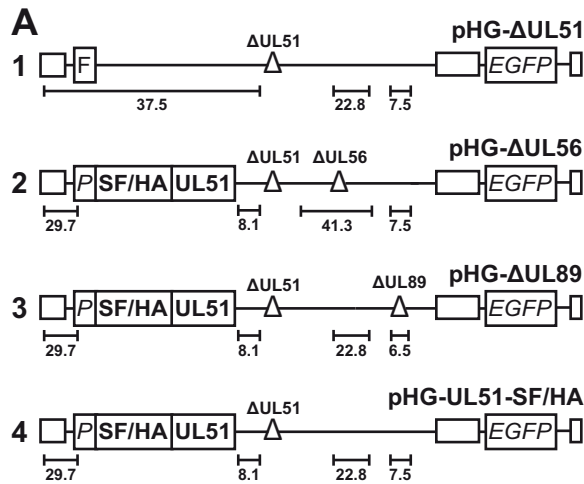 A
ΔUL51 pHG-ΔUL51
1 F EGFP
37.5 22.8 7.5
ΔUL51 ΔUL56 pHG-ΔUL56
2 P SF/HA UL51 EGFP
29.7 8.1 41.3 7.5
ΔUL51 ΔUL89 pHG-ΔUL89
3 P SF/HA UL51 EGFP
29.7 8.1 22.8 6.5
ΔUL51 pHG-UL51-SF/HA
4 P SF/HA UL51 EGFP
29.7 8.1 22.8 7.5